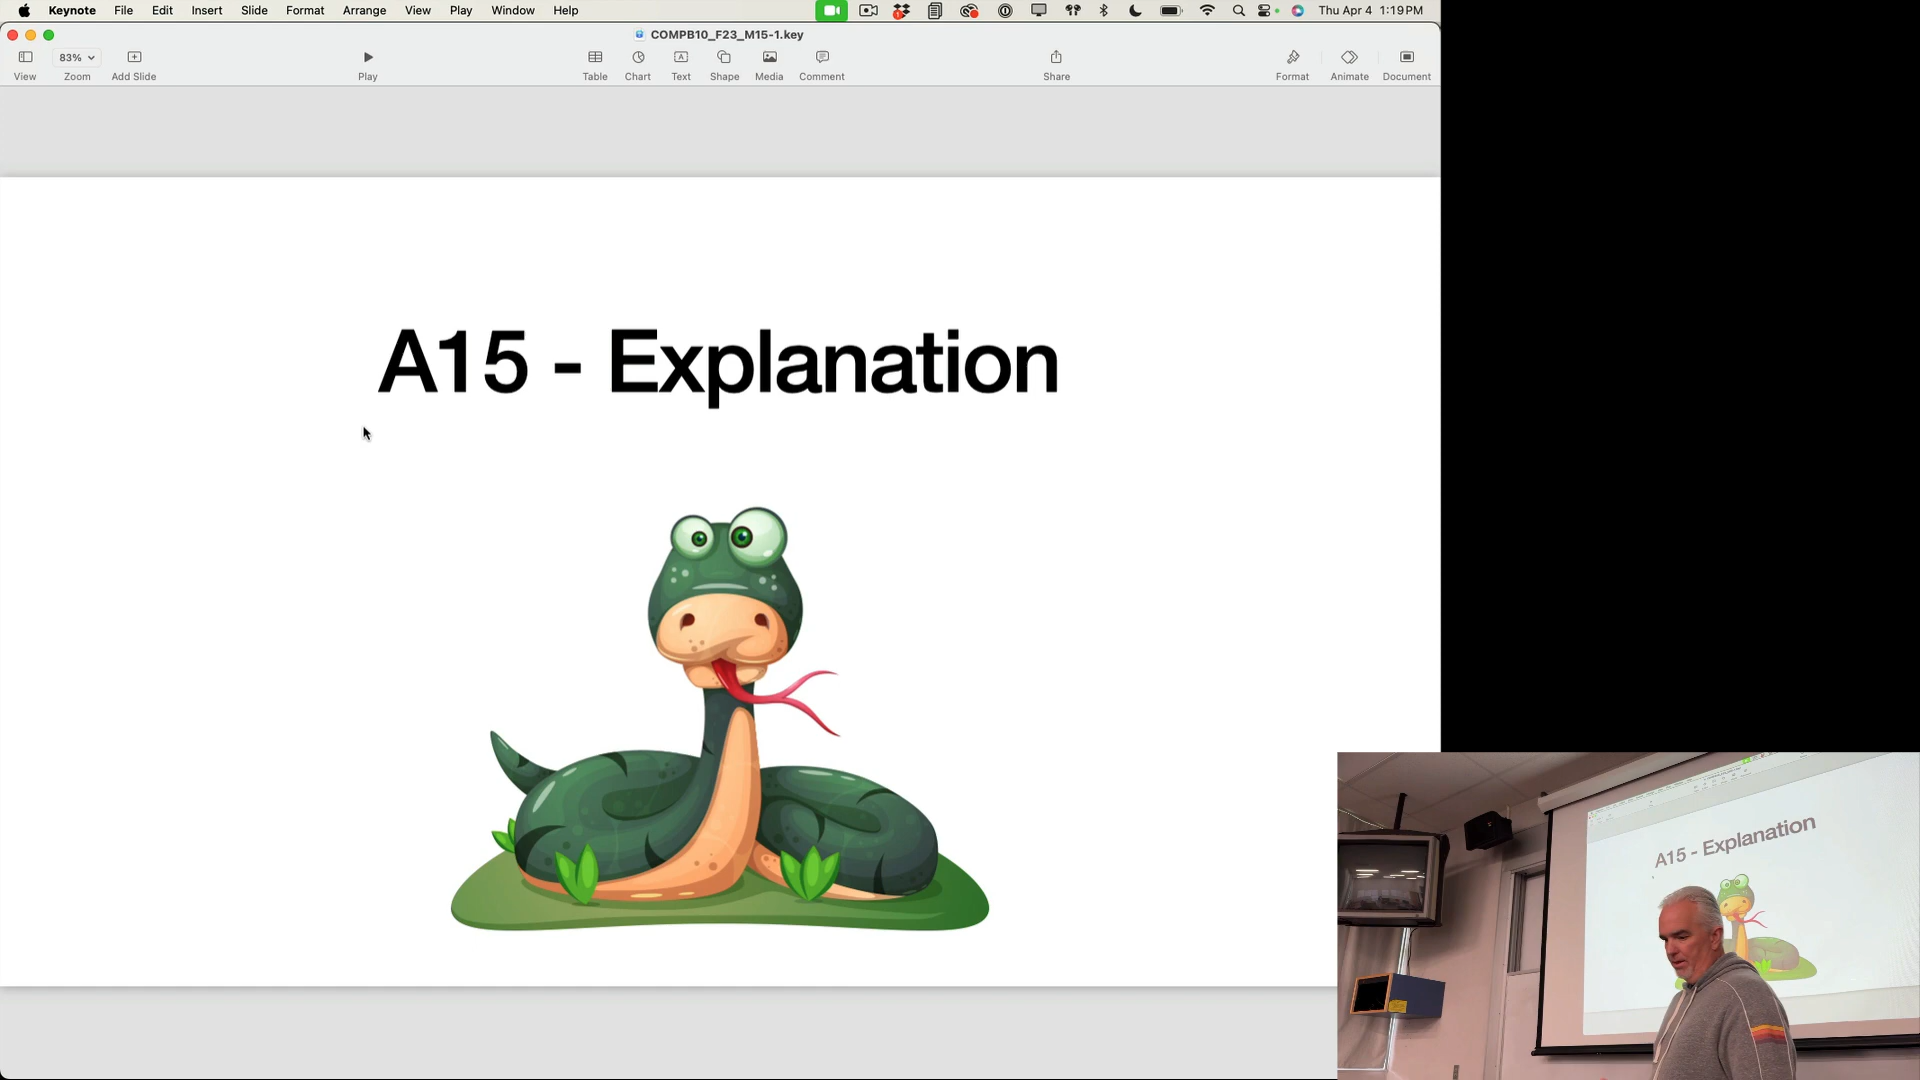 Keynote File Edit Insert Slide Format Arrange View Play Window Help Thu Apr 4 1:19 PM
COMPB10_F23_M15-1.key
83%
View Zoom Add Slide Play Table Chart Text Shape Media Comment Share Format Animate Document
A15 - Explanation
A15 - Explanation